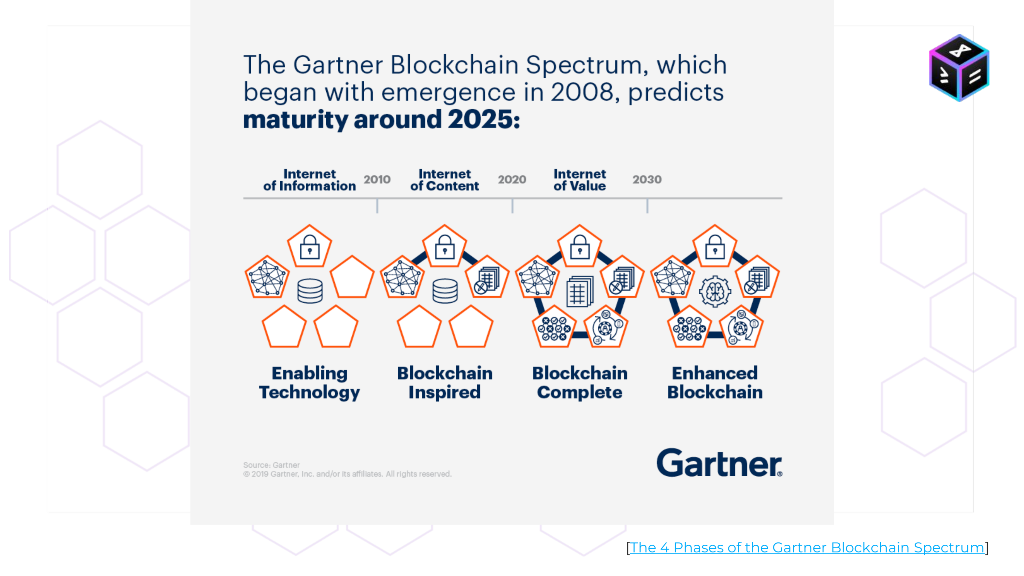 The Gartner Blockchain Spectrum, which
began with emergence in 2008, predicts
maturity around 2025:
Internet
of Information
2010
Internet
of Content
2020
Internet
of Value
2030
Enabling
Technology
Blockchain
Inspired
Blockchain
Complete
Enhanced
Blockchain
Source: Gartner
© 2019 Gartner, Inc. and/or its affiliates. All rights reserved.
Gartner®
[The 4 Phases of the Gartner Blockchain Spectrum]